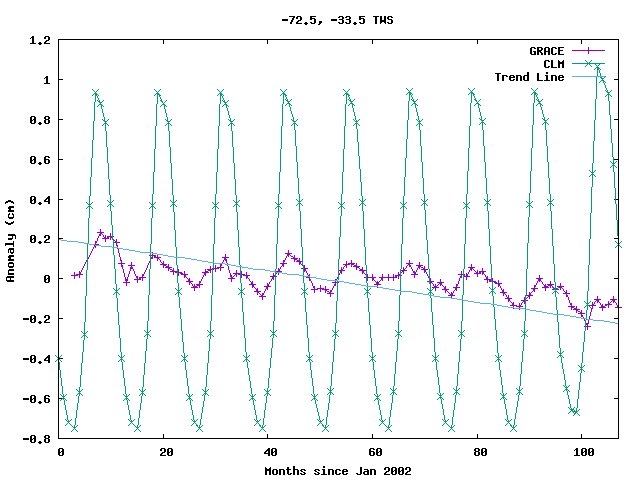 -72.5, -33.5 TWS
GRACE
CLM
Trend Line
1.2
1
0.8
0.6
0.4
0.2
0
-0.2
-0.4
-0.6
-0.8
Anomaly (cm)
0 20 40 60 80 100
Months since Jan 2002